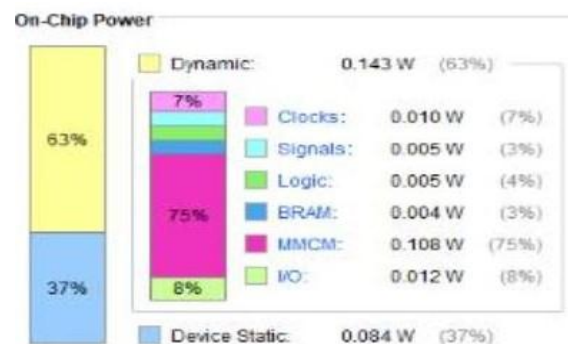 On-Chip Power
Dynamic: 0.143 W (63%)
63%
7%
Clocks: 0.010 W (7%)
Signals: 0.005 W (3%)
Logic: 0.005 W (4%)
75%
BRAM: 0.004 W (3%)
MMCM: 0.108 W (75%)
I/O: 0.012 W (8%)
37%
8%
Device Static: 0.084 W (37%)